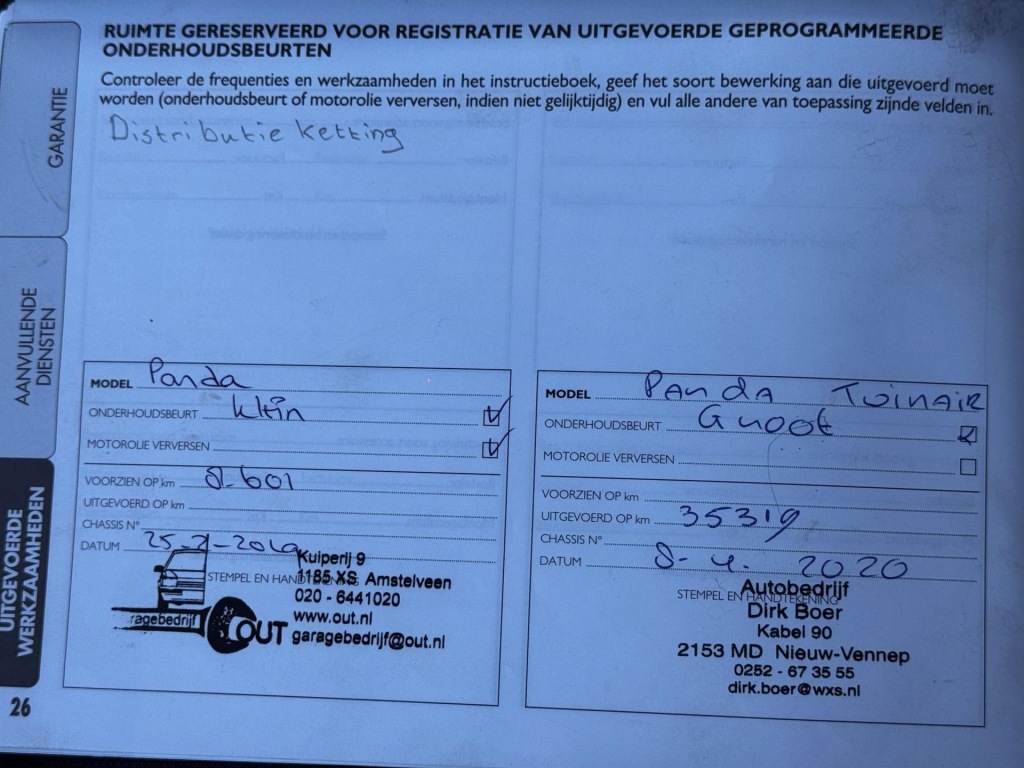 RUIMTE GERESERVEERD VOOR REGISTRATIE VAN UITGEVOERDE GEPROGRAMMEERDE
ONDERHOUDSBEURTEN
Controleer de frequenties en werkzaamheden in het instructieboek, geef het soort bewerking aan die uitgevoerd moet
worden (onderhoudsbeurt of motorolie verversen, indien niet gelijktijdig) en vul alle andere van toepassing zijnde velden in.
Distributie Ketting
GARANTIE
AANVULLENDE
DIENSTEN
UITGEVOERDE
WERKZAAMHEDEN
26
MODEL Panda
ONDERHOUDSBEURT klein
MOTOROLIE VERVERSEN
VOORZIEN OP km 8.601
UITGEVOERD OP km
CHASSIS N°
DATUM 25-7-2019
STEMPEL EN HANDTEKENING
Kuiperij 9
1185 XS Amstelveen
020 - 6441020
www.out.nl
garagebedrijf@out.nl
ragebedrijf
OUT
MODEL Panda TwinAIR
ONDERHOUDSBEURT Groot
MOTOROLIE VERVERSEN
VOORZIEN OP km
UITGEVOERD OP km 35319
CHASSIS N°
DATUM 8-4. 2020
STEMPEL EN HANDTEKENING
Autobedrijf
Dirk Boer
Kabel 90
2153 MD Nieuw-Vennep
0252 - 67 35 55
dirk.boer@wxs.nl